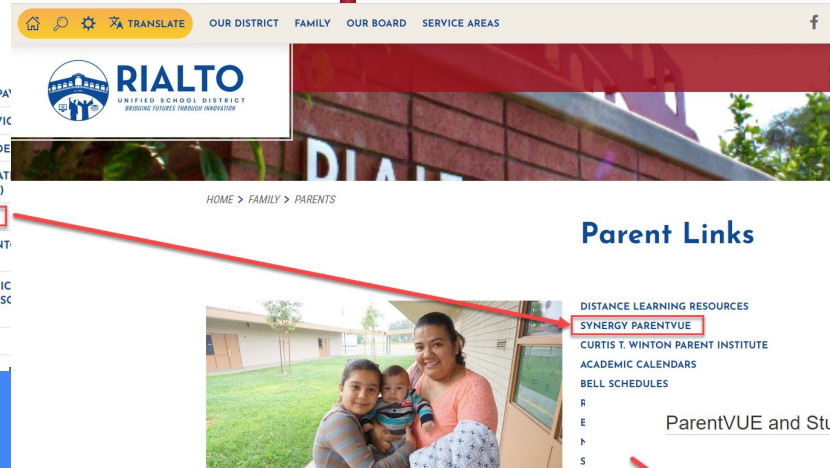 TRANSLATE
OUR DISTRICT
FAMILY
OUR BOARD
SERVICE AREAS
RIALTO
UNIFIED SCHOOL DISTRICT
BRIDGING FUTURES THROUGH INNOVATION
HOME > FAMILY > PARENTS
Parent Links
DISTANCE LEARNING RESOURCES
SYNERGY PARENTVUE
CURTIS T. WINTON PARENT INSTITUTE
ACADEMIC CALENDARS
BELL SCHEDULES
ParentVUE and Stu